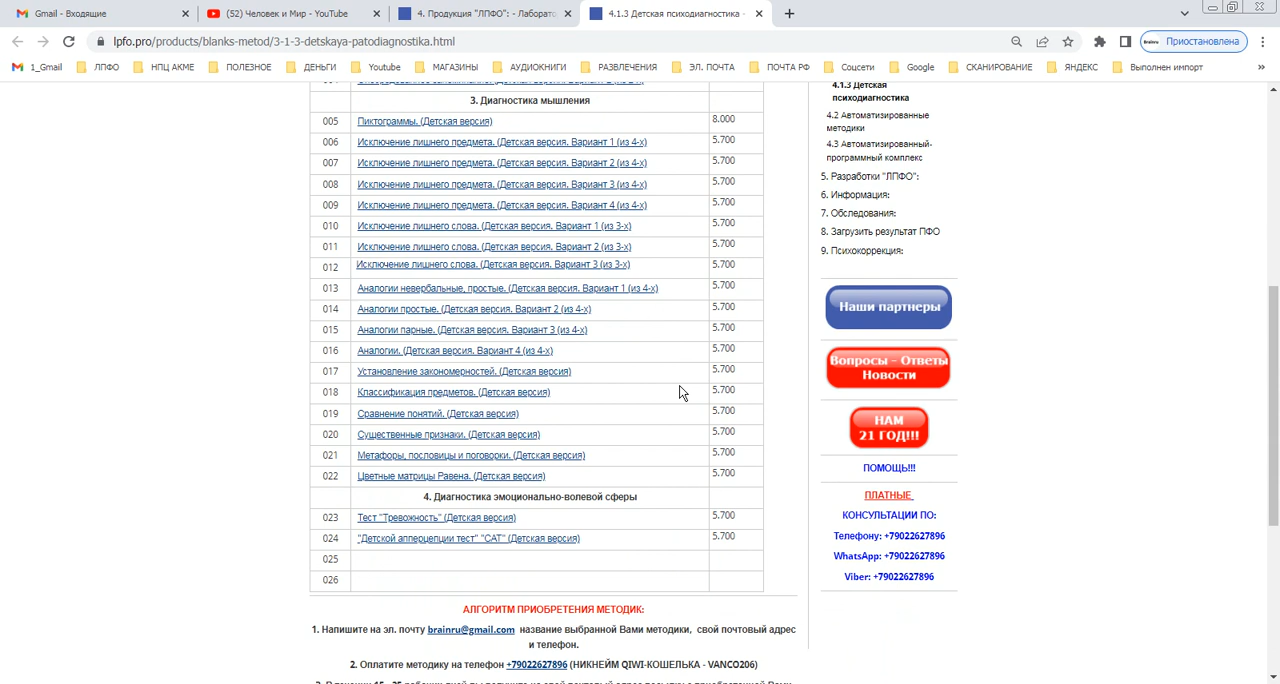 Gmail - Входящие
(52) Человек и Мир - YouTube
4. Продукция "ЛПФО": - Лаборато
4.1.3 Детская психодиагностика -
lpfo.pro/products/blanks-metod/3-1-3-detskaya-patodiagnostika.html
Brainru Приостановлена
1_Gmail ЛПФО НПЦ АКМЕ ПОЛЕЗНОЕ ДЕНЬГИ Youtube МАГАЗИНЫ АУДИОКНИГИ РАЗВЛЕЧЕНИЯ ЭЛ. ПОЧТА ПОЧТА РФ Соцсети Google СКАНИРОВАНИЕ ЯНДЕКС Выполнен импорт »
3. Диагностика мышления
005 Пиктограммы. (Детская версия) 8.000
006 Исключение лишнего предмета. (Детская версия. Вариант 1 (из 4-х) 5.700
007 Исключение лишнего предмета. (Детская версия. Вариант 2 (из 4-х) 5.700
008 Исключение лишнего предмета. (Детская версия. Вариант 3 (из 4-х) 5.700
009 Исключение лишнего предмета. (Детская версия. Вариант 4 (из 4-х) 5.700
010 Исключение лишнего слова. (Детская версия. Вариант 1 (из 3-х) 5.700
011 Исключение лишнего слова. (Детская версия. Вариант 2 (из 3-х) 5.700
012 Исключение лишнего слова. (Детская версия. Вариант 3 (из 3-х) 5.700
013 Аналогии невербальные, простые. (Детская версия. Вариант 1 (из 4-х) 5.700
014 Аналогии простые. (Детская версия. Вариант 2 (из 4-х) 5.700
015 Аналогии парные. (Детская версия. Вариант 3 (из 4-х) 5.700
016 Аналогии. (Детская версия. Вариант 4 (из 4-х) 5.700
017 Установление закономерностей. (Детская версия) 5.700
018 Классификация предметов. (Детская версия) 5.700
019 Сравнение понятий. (Детская версия) 5.700
020 Существенные признаки. (Детская версия) 5.700
021 Метафоры, пословицы и поговорки. (Детская версия) 5.700
022 Цветные матрицы Равена. (Детская версия) 5.700
4. Диагностика эмоционально-волевой сферы
023 Тест "Тревожность" (Детская версия) 5.700
024 "Детской апперцепции тест" "САТ" (Детская версия) 5.700
025
026
АЛГОРИТМ ПРИОБРЕТЕНИЯ МЕТОДИК:
1. Напишите на эл. почту brainru@gmail.com название выбранной Вами методики, свой почтовый адрес
и телефон.
2. Оплатите методику на телефон +79022627896 (НИКНЕЙМ QIWI-КОШЕЛЬКА - VANCO206)
4.1.3 Детская
психодиагностика
4.2 Автоматизированные
методики
4.3 Автоматизированный-
программный комплекс
5. Разработки "ЛПФО":
6. Информация:
7. Обследования:
8. Загрузить результат ПФО
9. Психокоррекция:
Наши партнеры
Вопросы - Ответы
Новости
НАМ
21 ГОД!!!
ПОМОЩЬ!!!
ПЛАТНЫЕ
КОНСУЛЬТАЦИИ ПО:
Телефону: +79022627896
WhatsApp: +79022627896
Viber: +79022627896